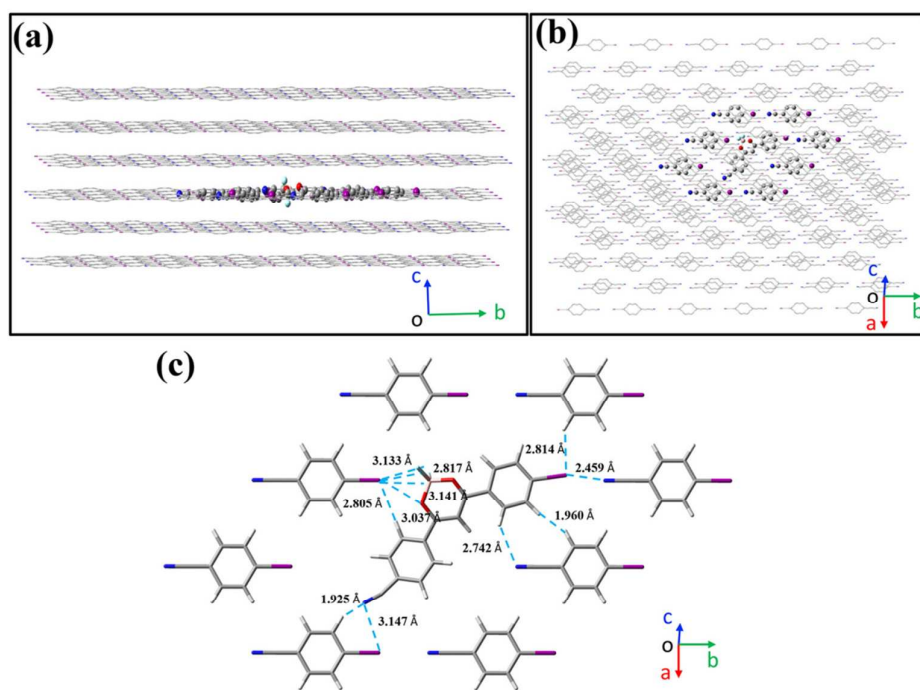 (a)
c
o
b
(b)
c
o
b
a
(c)
3.133 Å
2.817 Å
2.814 Å
2.459 Å
2.805 Å
3.141 Å
3.037 Å
1.960 Å
2.742 Å
1.925 Å
3.147 Å
c
o
b
a